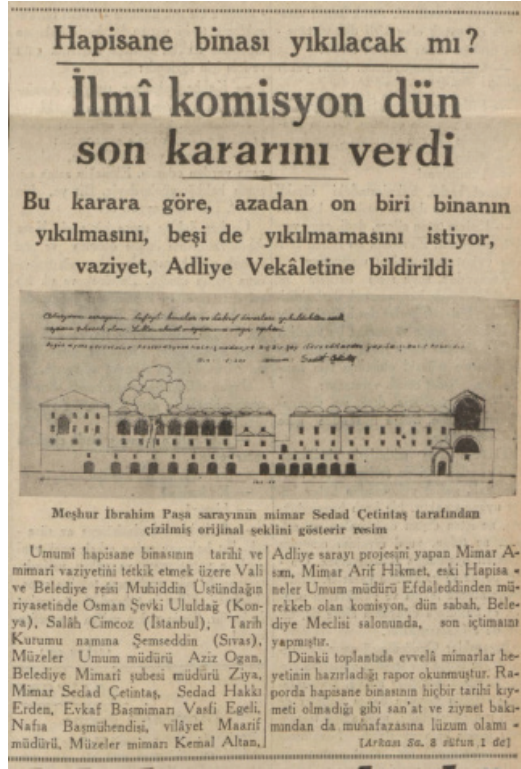 Hapisane binası yıkılacak mı?
İlmî komisyon dün
son kararını verdi
Bu karara göre, azadan on biri binanın
yıkılmasını, beşi de yıkılmamasını istiyor,
vaziyet, Adliye Vekâletine bildirildi
Meşhur İbrahim Paşa sarayının mimar Sedad Çetintaş tarafından
çizilmiş orijinal şeklini gösterir resim
Umumî hapisane binasının tarihî ve
mimarî vaziyetini tetkik etmek üzere Vali
ve Belediye reisi Muhiddin Üstündağın
riyasetinde Osman Şevki Ululdağ (Kon-
ya), Salâh Cimcoz (İstanbul), Tarih
Kurumu namına Şemseddin (Sıvas),
Müzeler Umum müdürü Aziz Ogan,
Belediye Mimarî şubesi müdürü Ziya,
Mimar Sedad Çetintaş, Sedad Hakkı
Erden, Evkaf Başmimarı Vasfi Egeli,
Nafıa Başmühendisi, vilâyet Maarif
müdürü, Müzeler mimarı Kemal Altan,
Adliye sarayı projesini yapan Mimar A-
sım, Mimar Arif Hikmet, eski Hapisa -
neler Umum müdürü Efdaleddinden mü-
rekkeb olan komisyon, dün sabah, Bele-
diye Meclisi salonunda, son içtimaını
yapmıştır.
Dünkü toplantıda evvelâ mimarlar he-
yetinin hazırladığı rapor okunmuştur. Ra-
porda hapisane binasının hiçbir tarihî kıy-
meti olmadığı gibi san'at ve ziynet bakı-
mından da muhafazasına lüzum olamı -
[Arkası Sa. 8 sütun 1 de]